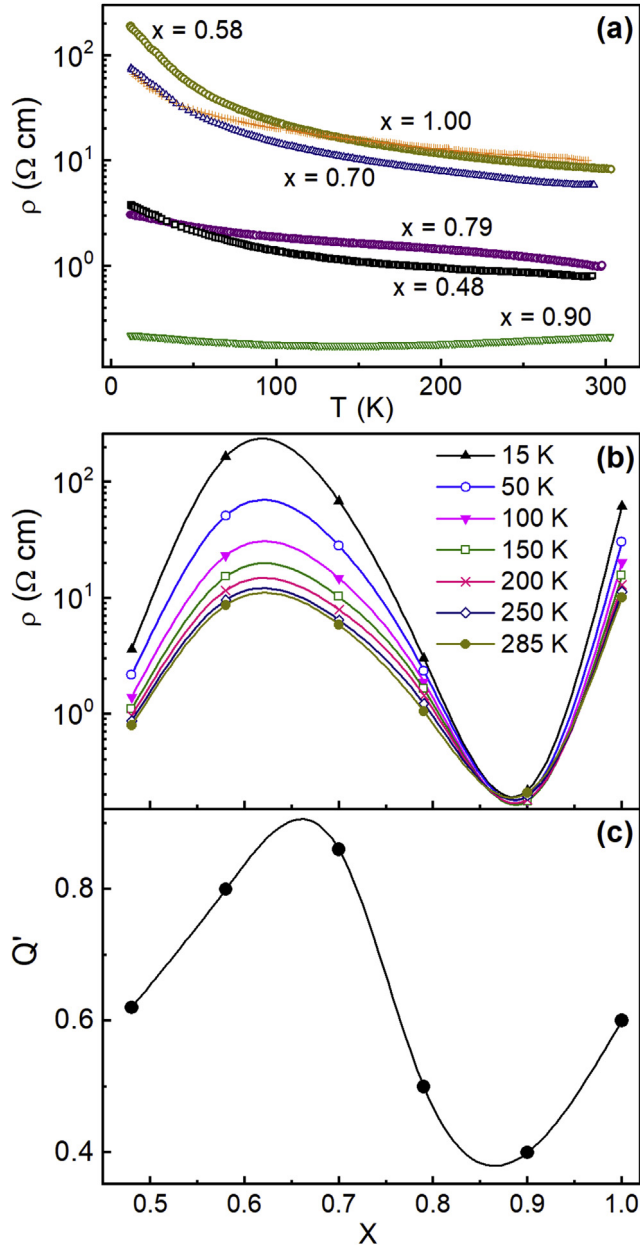 (a)
x = 0.58
10²
ρ (Ω cm)
x = 1.00
10¹
x = 0.70
x = 0.79
10⁰
x = 0.48
x = 0.90
0 100 200 300
T (K)
(b)
15 K
10²
50 K
100 K
ρ (Ω cm)
150 K
10¹
200 K
250 K
285 K
10⁰
(c)
0.8
Q'
0.6
0.4
0.5 0.6 0.7 0.8 0.9 1.0
X